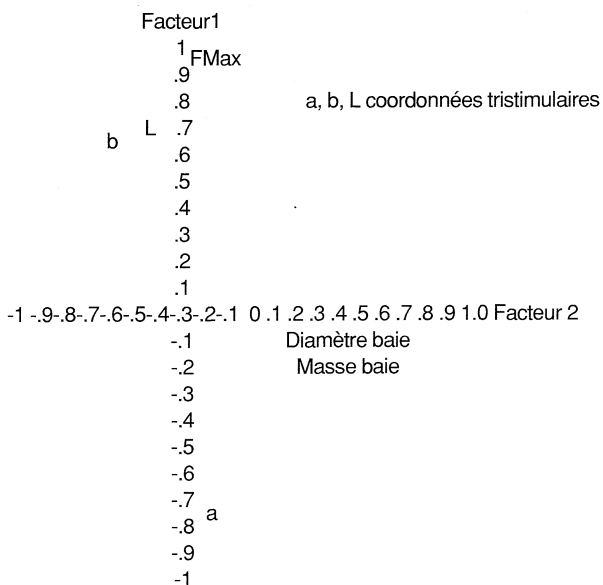 Facteur1
1
FMax
.9
.8
a, b, L coordonnées tristimulaires
L .7
b
.6
.5
.4
.3
.2
.1
-1 -.9-.8-.7-.6-.5-.4-.3-.2-.1 0 .1 .2 .3 .4 .5 .6 .7 .8 .9 1.0 Facteur 2
-.1 Diamètre baie
-.2 Masse baie
-.3
-.4
-.5
-.6
-.7
a
-.8
-.9
-1